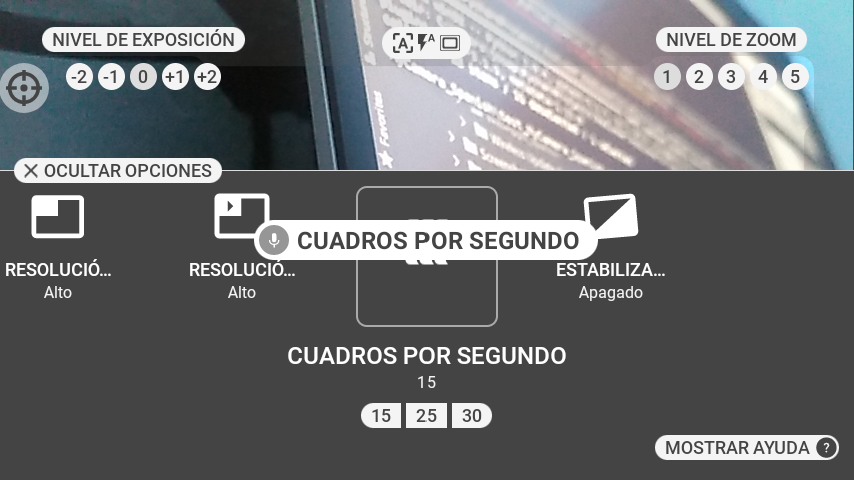 NIVEL DE EXPOSICIÓN
A
A
NIVEL DE ZOOM
-2 -1 0 +1 +2
1 2 3 4 5
Favorites
OCULTAR OPCIONES
CUADROS POR SEGUNDO
RESOLUCIÓ...
RESOLUCIÓ...
ESTABILIZA...
Alto
Alto
Apagado
CUADROS POR SEGUNDO
15
15 25 30
MOSTRAR AYUDA ?